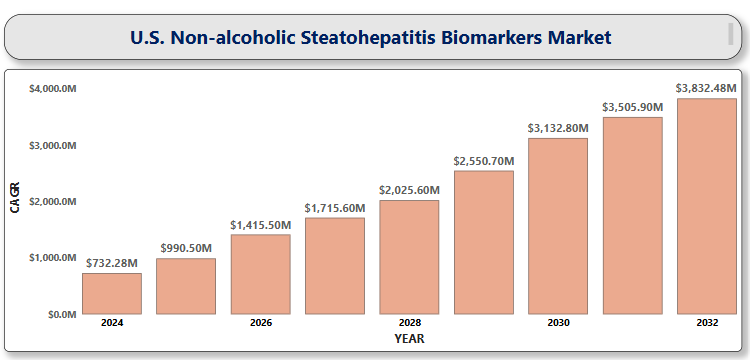 U.S. Non-alcoholic Steatohepatitis Biomarkers Market
$4,000.0M
$3,000.0M
$2,000.0M
$1,000.0M
$0.0M
CAGR
$732.28M
$990.50M
$1,415.50M
$1,715.60M
$2,025.60M
$2,550.70M
$3,132.80M
$3,505.90M
$3,832.48M
2024
2026
2028
2030
2032
YEAR